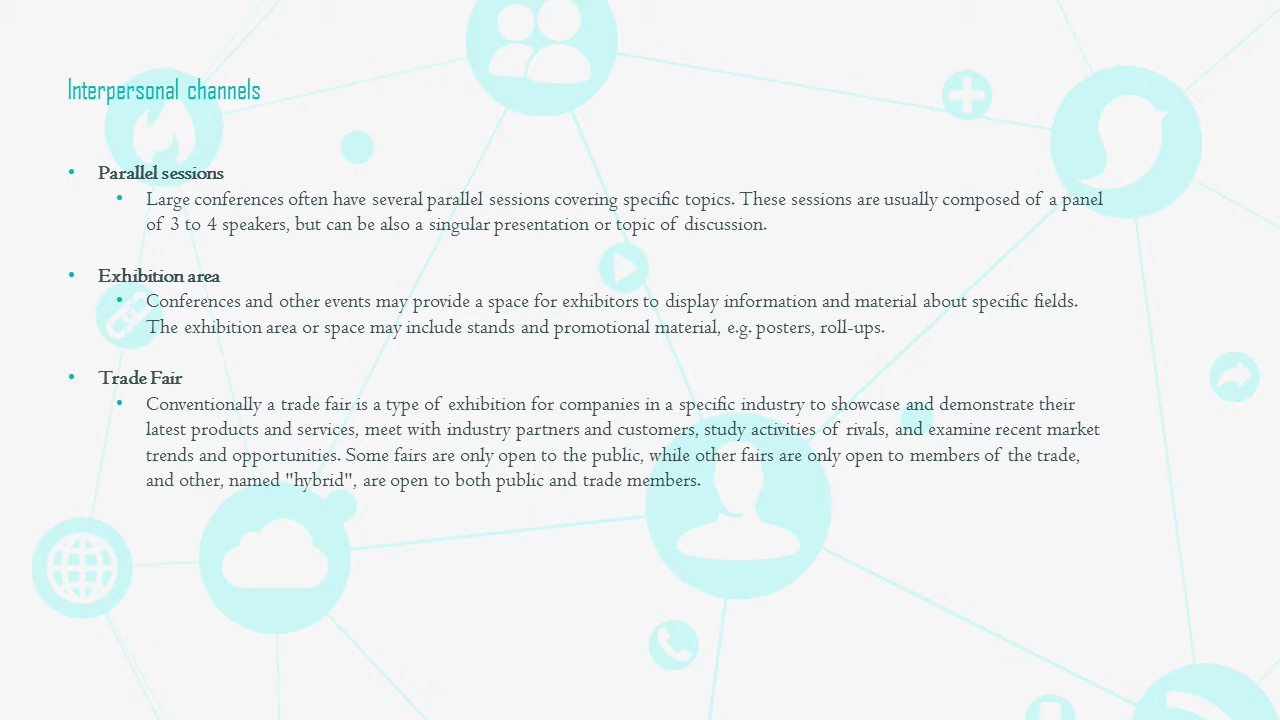 Interpersonal channels
• Parallel sessions
• Large conferences often have several parallel sessions covering specific topics. These sessions are usually composed of a panel
of 3 to 4 speakers, but can be also a singular presentation or topic of discussion.
• Exhibition area
• Conferences and other events may provide a space for exhibitors to display information and material about specific fields.
The exhibition area or space may include stands and promotional material, e.g. posters, roll-ups.
• Trade Fair
• Conventionally a trade fair is a type of exhibition for companies in a specific industry to showcase and demonstrate their
latest products and services, meet with industry partners and customers, study activities of rivals, and examine recent market
trends and opportunities. Some fairs are only open to the public, while other fairs are only open to members of the trade,
and other, named "hybrid", are open to both public and trade members.